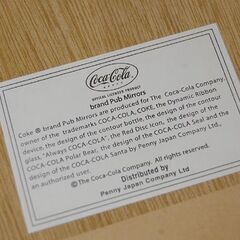 Coca-Cola
BRAND
OFFICIAL LICENSED PRODUCT
brand Pub Mirrors
Coke ® brand Pub Mirrors are produced for The Coca-Cola Company
owner of the trademarks COCA-COLA, COKE, the Dynamic Ribbon
device, the design of the contour bottle, the design of the contour
glass, "Always COCA-COLA", the Red Disc Icon, the design of the
COCA-COLA Polar Bear, the design of the COCA-COLA Seal and the
design of the COCA-COLA Santa by Penny Japan Company Ltd.,
an authorized user.
© The Coca-Cola Company. All rights reserved.
Distributed by
Penny Japan Company Ltd